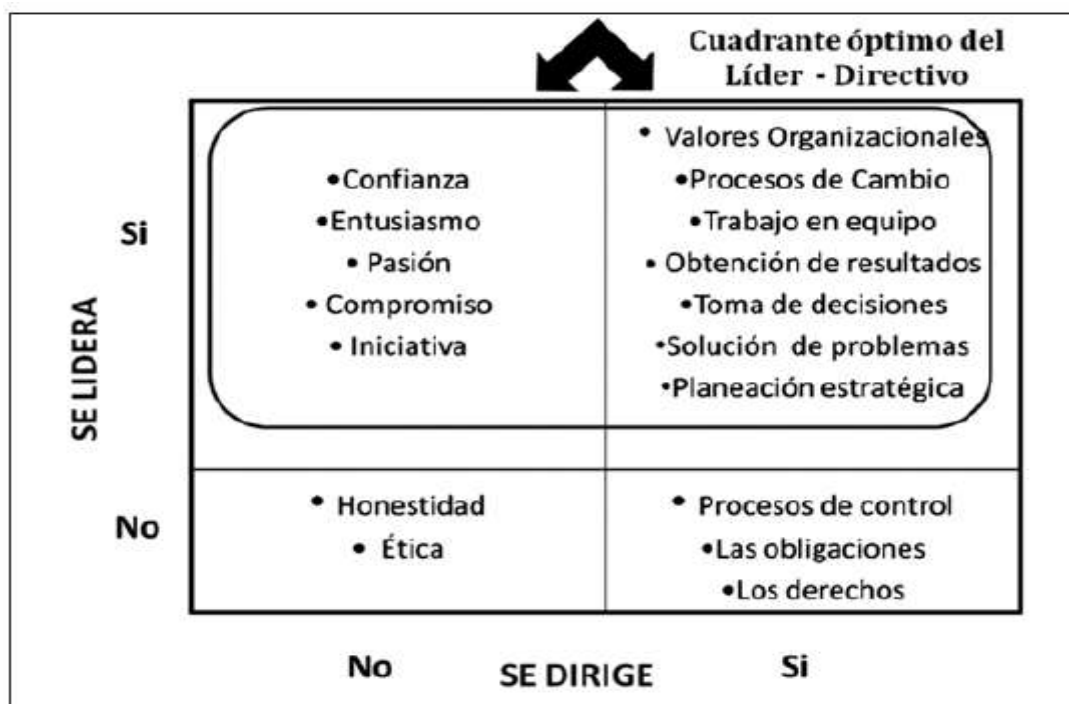 Cuadrante óptimo del
Líder - Directivo
SE LIDERA
Si
• Confianza
• Entusiasmo
• Pasión
• Compromiso
• Iniciativa
• Valores Organizacionales
• Procesos de Cambio
• Trabajo en equipo
• Obtención de resultados
• Toma de decisiones
• Solución de problemas
• Planeación estratégica
No
• Honestidad
• Ética
• Procesos de control
• Las obligaciones
• Los derechos
No
SE DIRIGE
Si